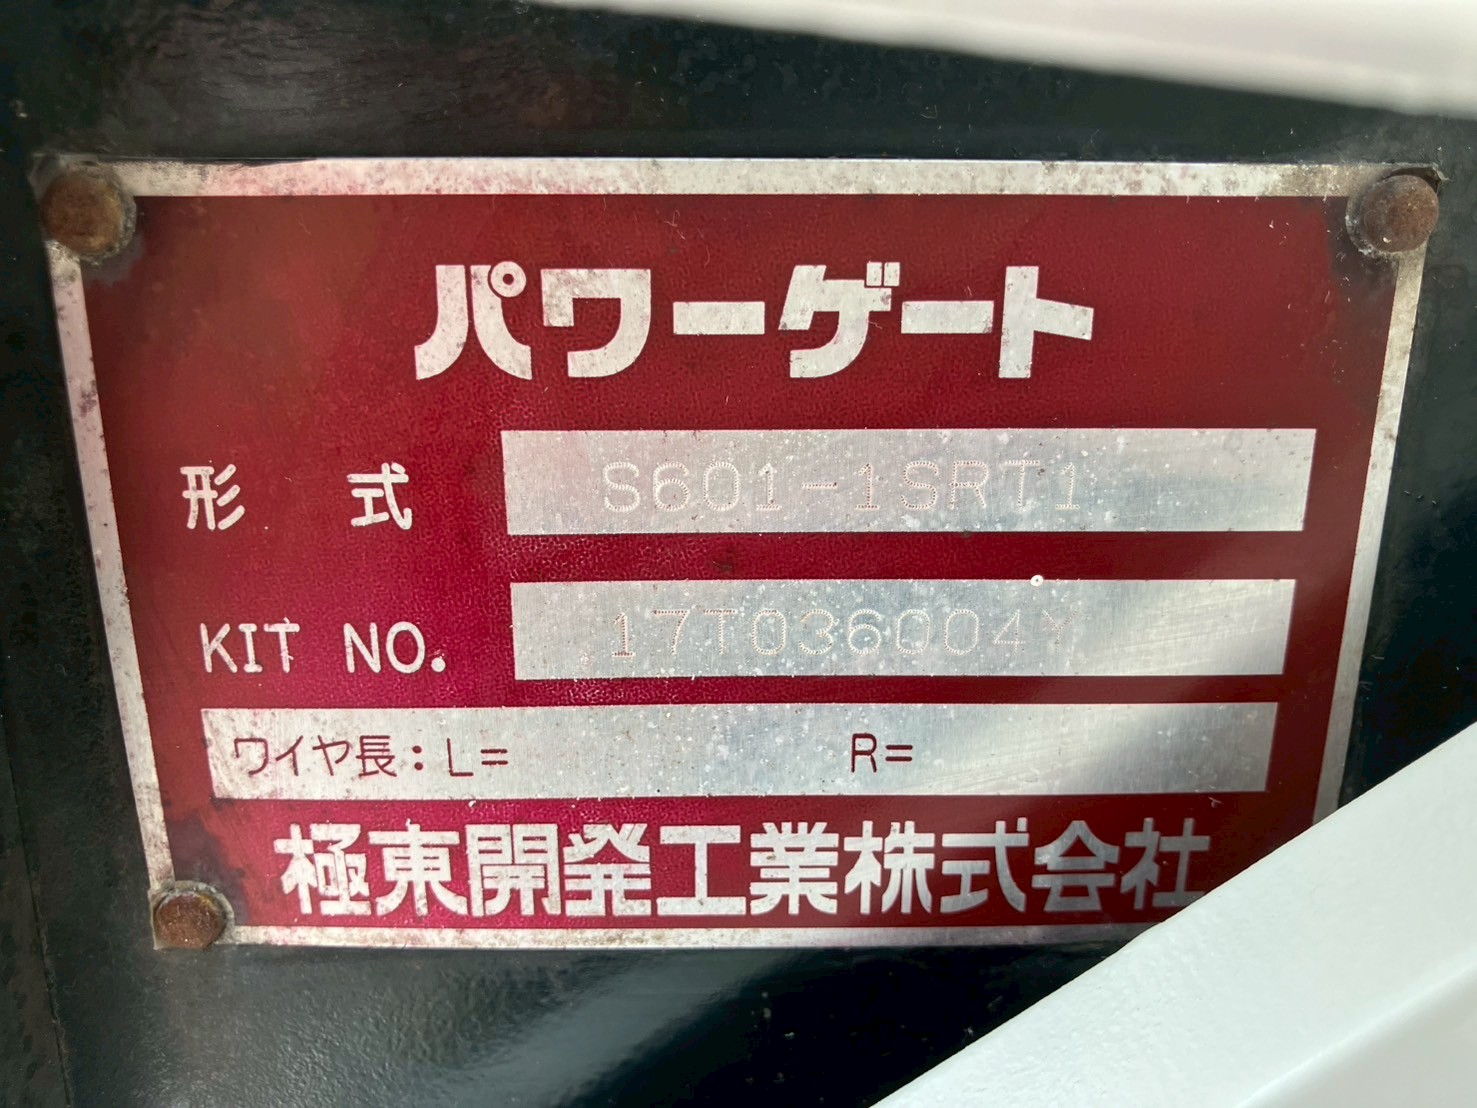 パワーゲート
形 式 S601-1SRT1
KIT NO. 17T036004Y
ワイヤ長：L= R=
極東開発工業株式会社